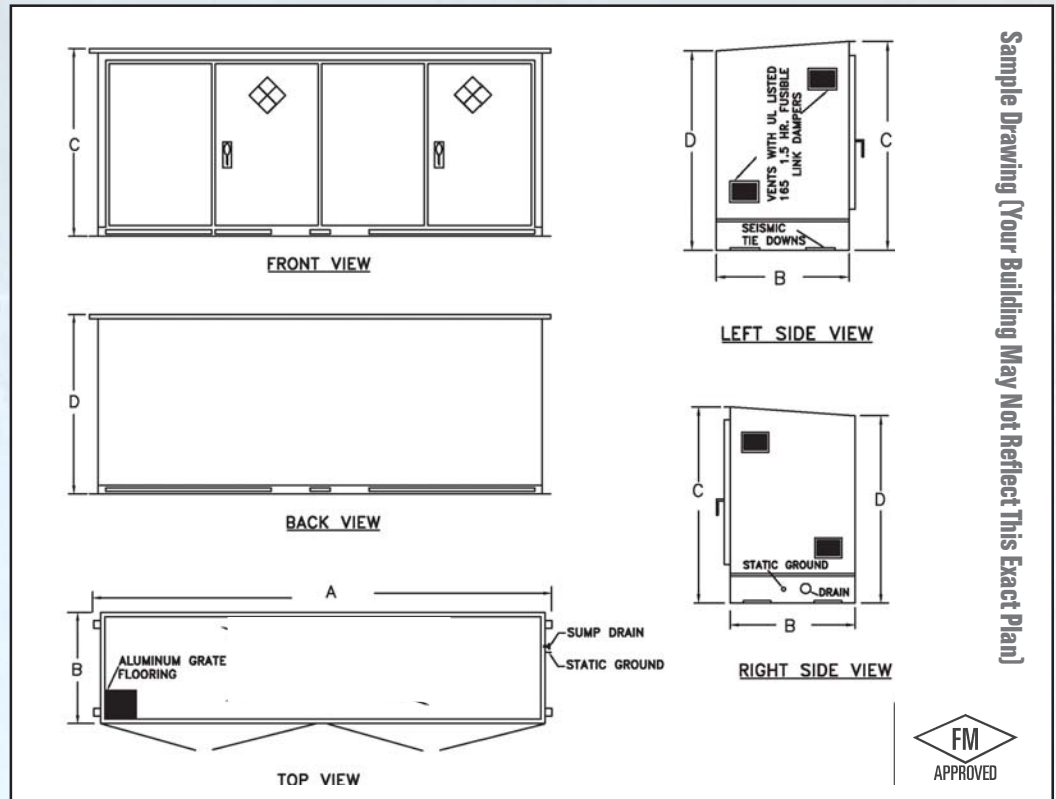 C
FRONT VIEW
D
BACK VIEW
A
B
ALUMINUM GRATE
FLOORING
SUMP DRAIN
STATIC GROUND
TOP VIEW
D
VENTS WITH UL LISTED
165 1.5 HR. FUSIBLE
LINK DAMPERS
C
SEISMIC
TIE DOWNS
B
LEFT SIDE VIEW
C
D
STATIC GROUND
DRAIN
B
RIGHT SIDE VIEW
Sample Drawing (Your Building May Not Reflect This Exact Plan)
FM
APPROVED